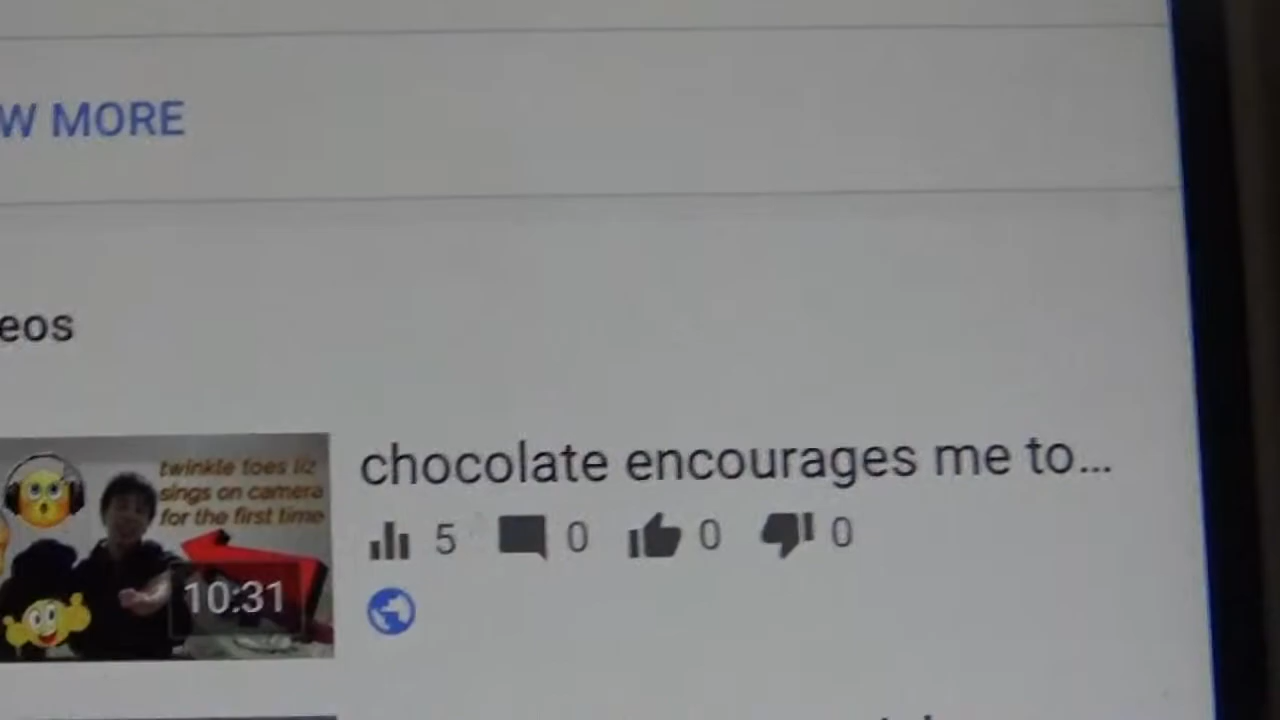 W MORE
eos
twinkle toes liz
sings on camera
for the first time
10:31
chocolate encourages me to...
5 0 0 0